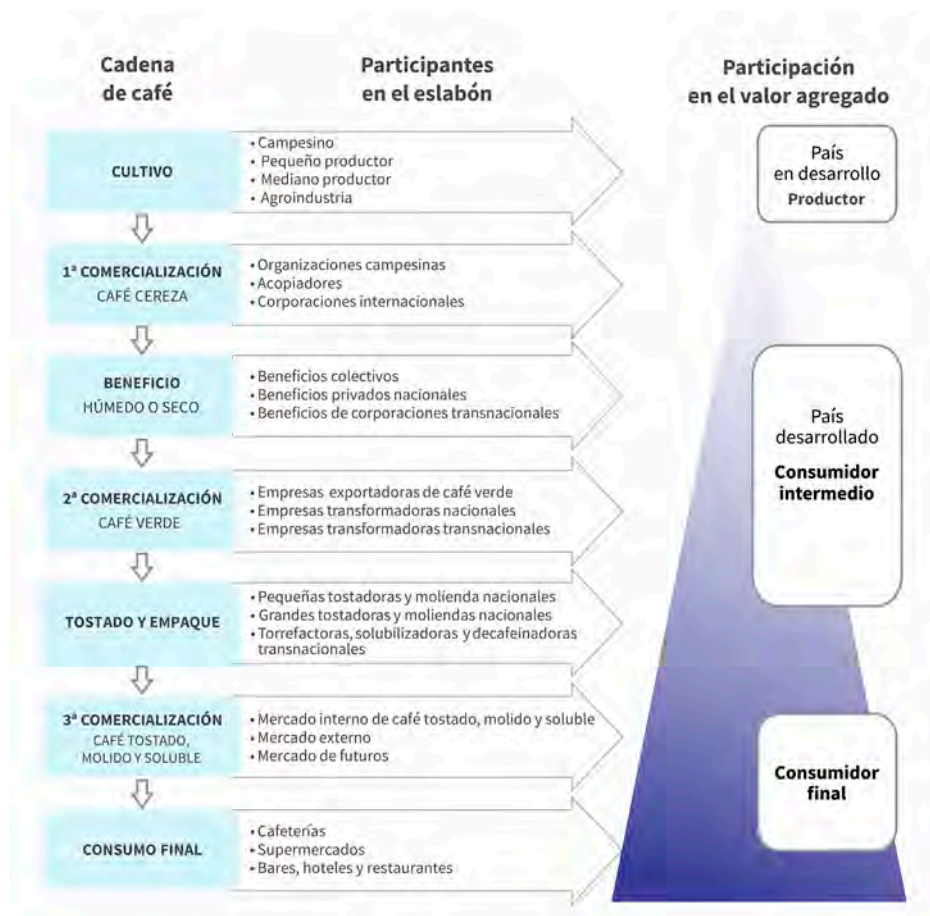 Cadena
de café
Participantes
en el eslabón
Participación
en el valor agregado
CULTIVO
• Campesino
• Pequeño productor
• Mediano productor
• Agroindustria
País
en desarrollo
Productor
1ª COMERCIALIZACIÓN
CAFÉ CEREZA
• Organizaciones campesinas
• Acopiadores
• Corporaciones internacionales
BENEFICIO
HÚMEDO O SECO
• Beneficios colectivos
• Beneficios privados nacionales
• Beneficios de corporaciones transnacionales
País
desarrollado
Consumidor
intermedio
2ª COMERCIALIZACIÓN
CAFÉ VERDE
• Empresas exportadoras de café verde
• Empresas transformadoras nacionales
• Empresas transformadoras transnacionales
TOSTADO Y EMPAQUE
• Pequeñas tostadoras y molienda nacionales
• Grandes tostadoras y moliendas nacionales
• Torrefactoras, solubilizadoras y decafeinadoras
transnacionales
3ª COMERCIALIZACIÓN
CAFÉ TOSTADO,
MOLIDO Y SOLUBLE
• Mercado interno de café tostado, molido y soluble
• Mercado externo
• Mercado de futuros
Consumidor
final
CONSUMO FINAL
• Cafeterías
• Supermercados
• Bares, hoteles y restaurantes